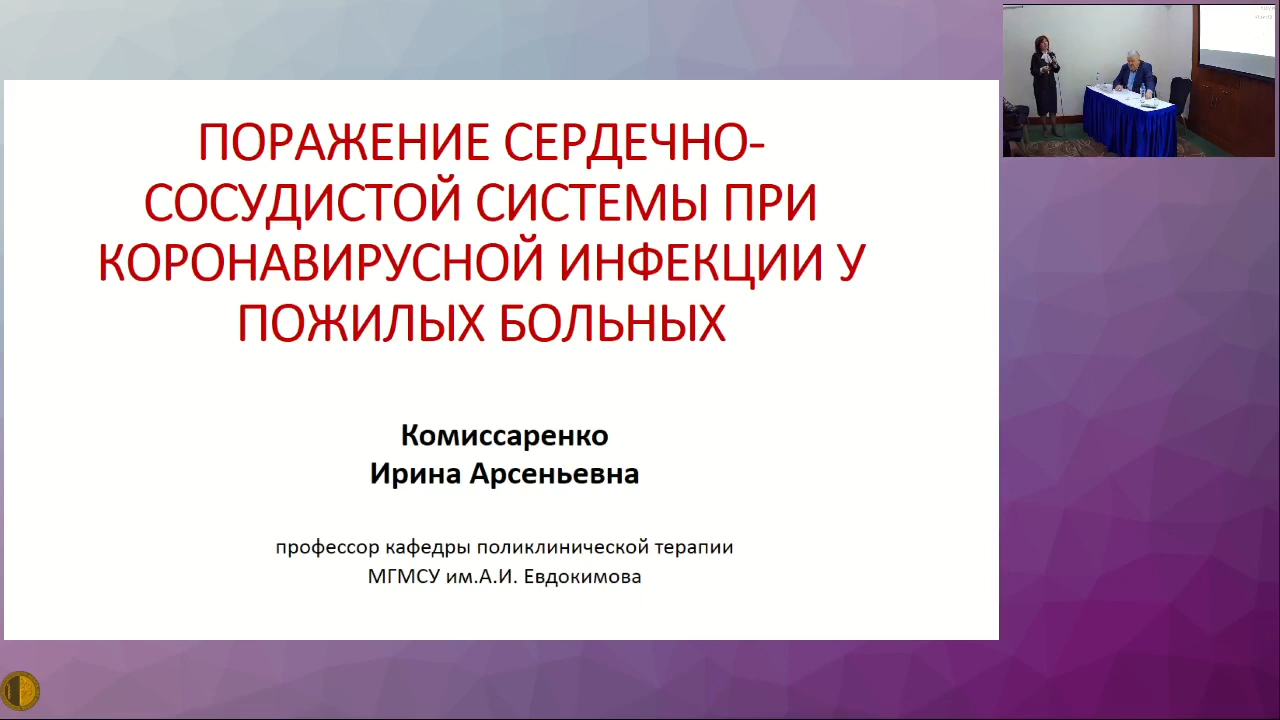 ПОРАЖЕНИЕ СЕРДЕЧНО-
СОСУДИСТОЙ СИСТЕМЫ ПРИ
КОРОНАВИРУСНОЙ ИНФЕКЦИИ У
ПОЖИЛЫХ БОЛЬНЫХ
Комиссаренко
Ирина Арсеньевна
профессор кафедры поликлинической терапии
МГМСУ им.А.И. Евдокимова